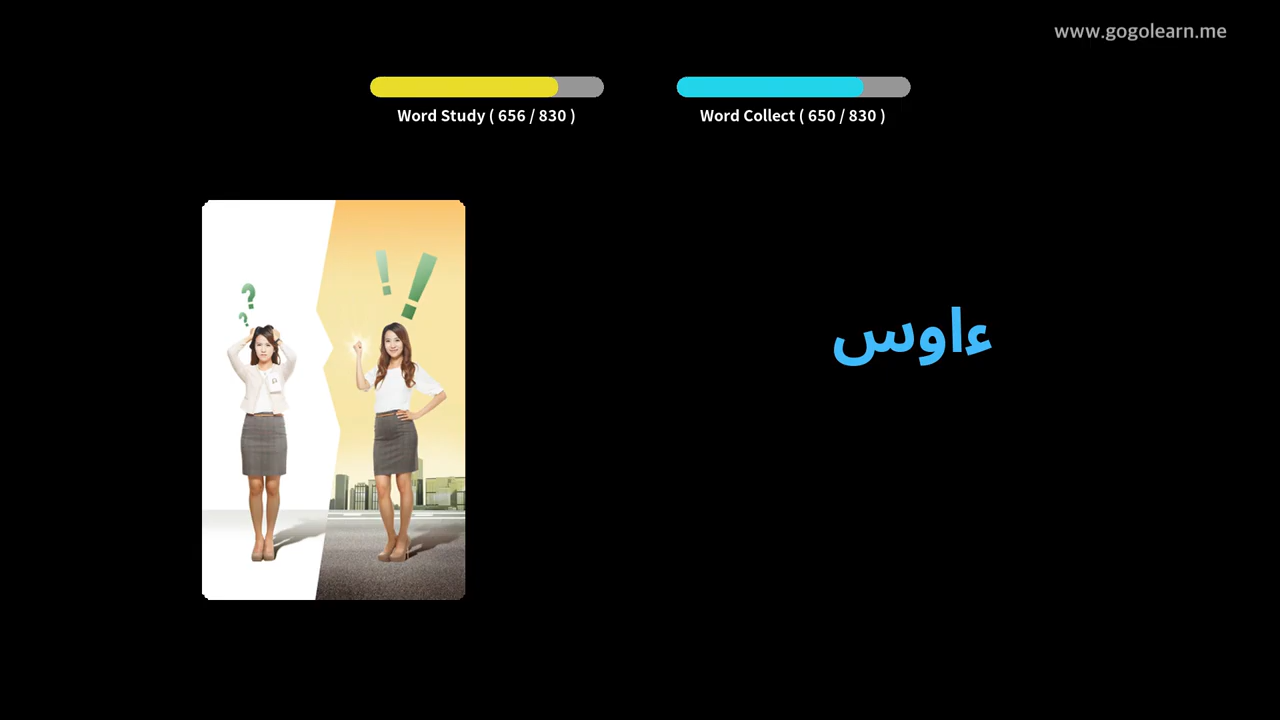 www.gogolearn.me
Word Study ( 656 / 830 )
Word Collect ( 650 / 830 )
? ?
! !
ءاوس